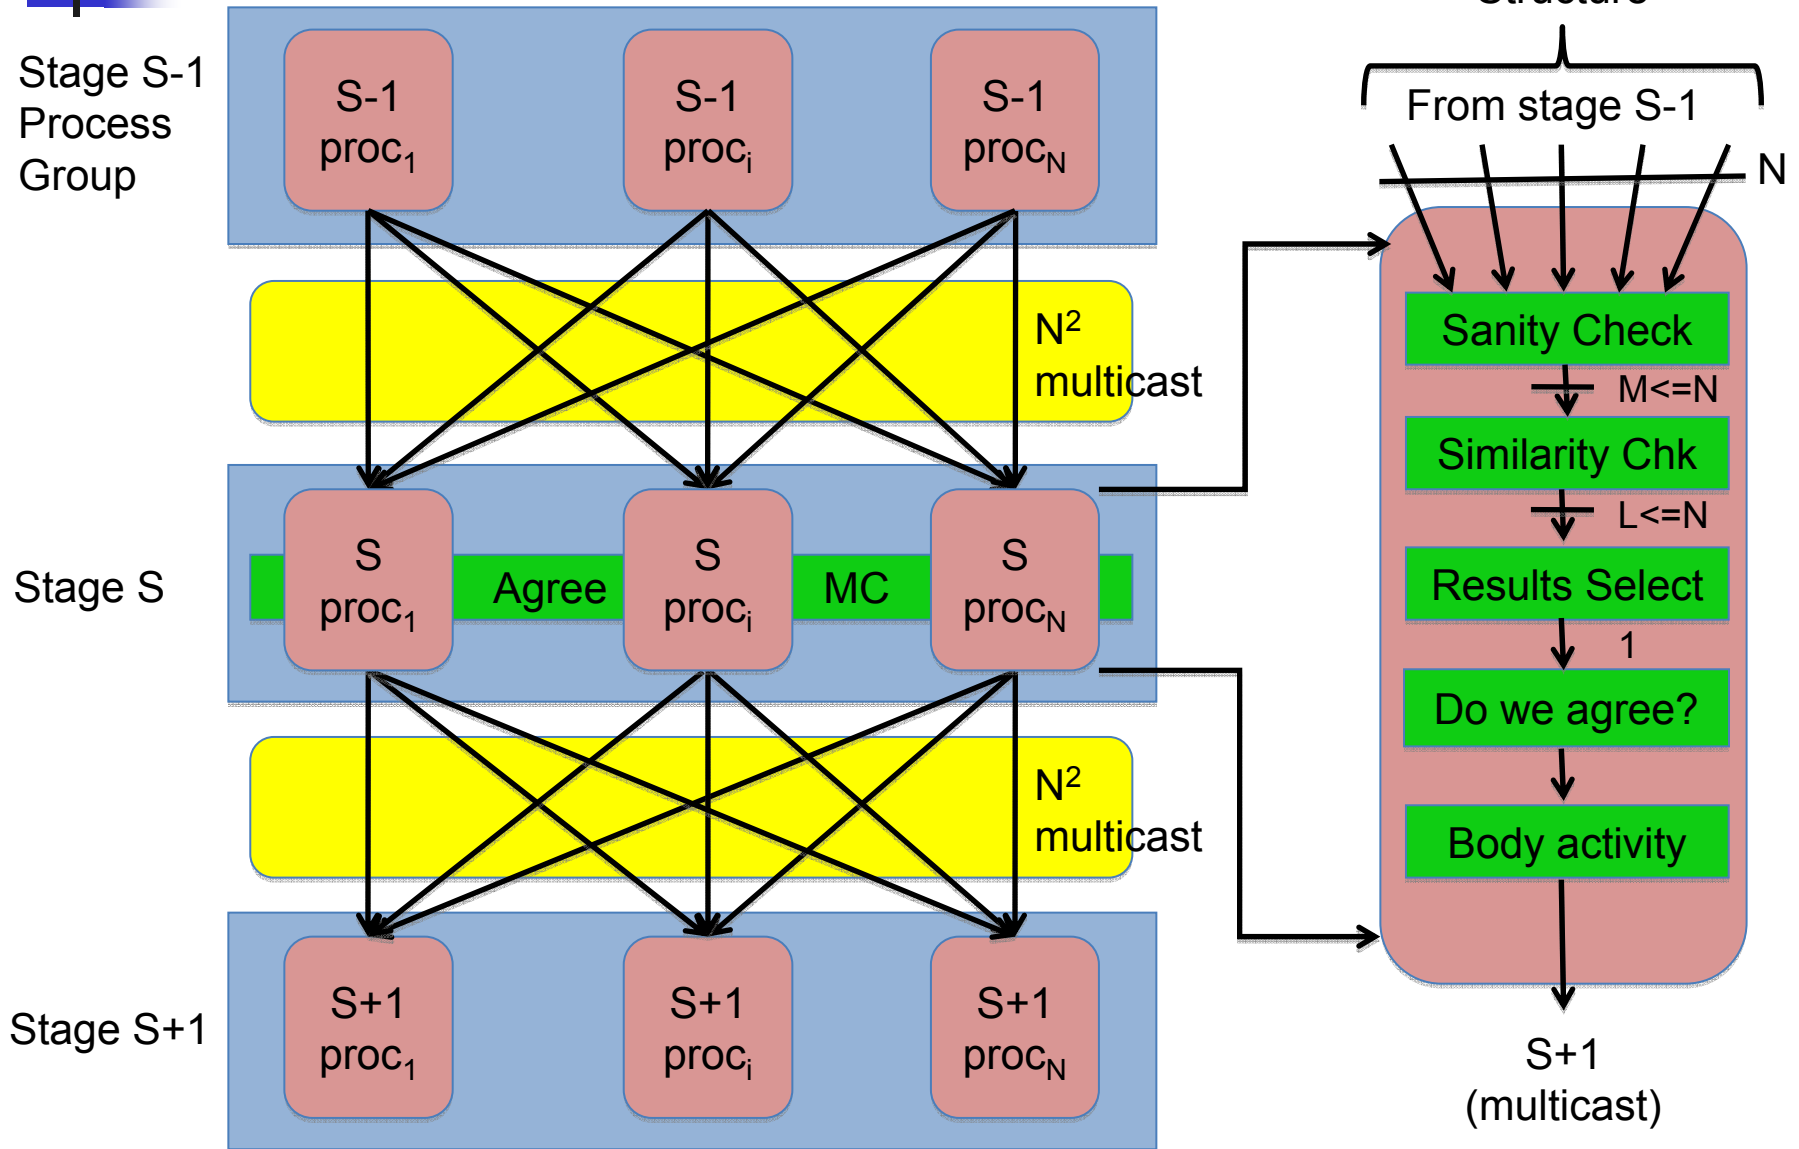 Structure
Stage S-1
Process
Group
S-1
proc1
S-1
proci
S-1
procN
From stage S-1
N
N2
multicast
Sanity Check
M<=N
Similarity Chk
L<=N
Results Select
1
Do we agree?
Body activity
S+1
(multicast)
Stage S
S
proc1
Agree
S
proci
MC
S
procN
N2
multicast
Stage S+1
S+1
proc1
S+1
proci
S+1
procN